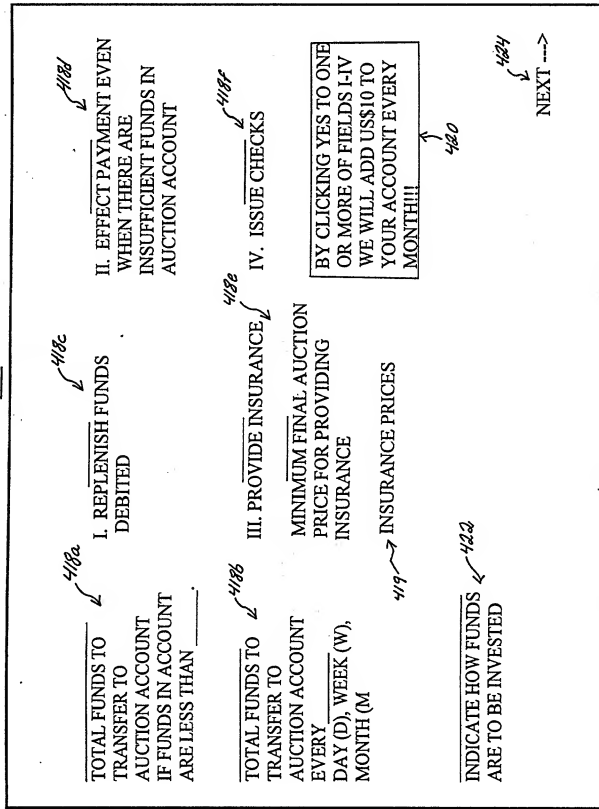 418a
TOTAL FUNDS TO
TRANSFER TO
AUCTION ACCOUNT
IF FUNDS IN ACCOUNT
ARE LESS THAN ____.
418c
I. REPLENISH FUNDS
DEBITED
418d
II. EFFECT PAYMENT EVEN
WHEN THERE ARE
INSUFFICIENT FUNDS IN
AUCTION ACCOUNT
418b
TOTAL FUNDS TO
TRANSFER TO
AUCTION ACCOUNT
EVERY____
DAY (D), WEEK (W),
MONTH (M
418e
III. PROVIDE INSURANCE
MINIMUM FINAL AUCTION
PRICE FOR PROVIDING
INSURANCE
419
INSURANCE PRICES
418f
IV. ISSUE CHECKS
BY CLICKING YES TO ONE
OR MORE OF FIELDS I-IV
WE WILL ADD US$10 TO
YOUR ACCOUNT EVERY
MONTH!!!
420
422
INDICATE HOW FUNDS
ARE TO BE INVESTED
424
NEXT --->